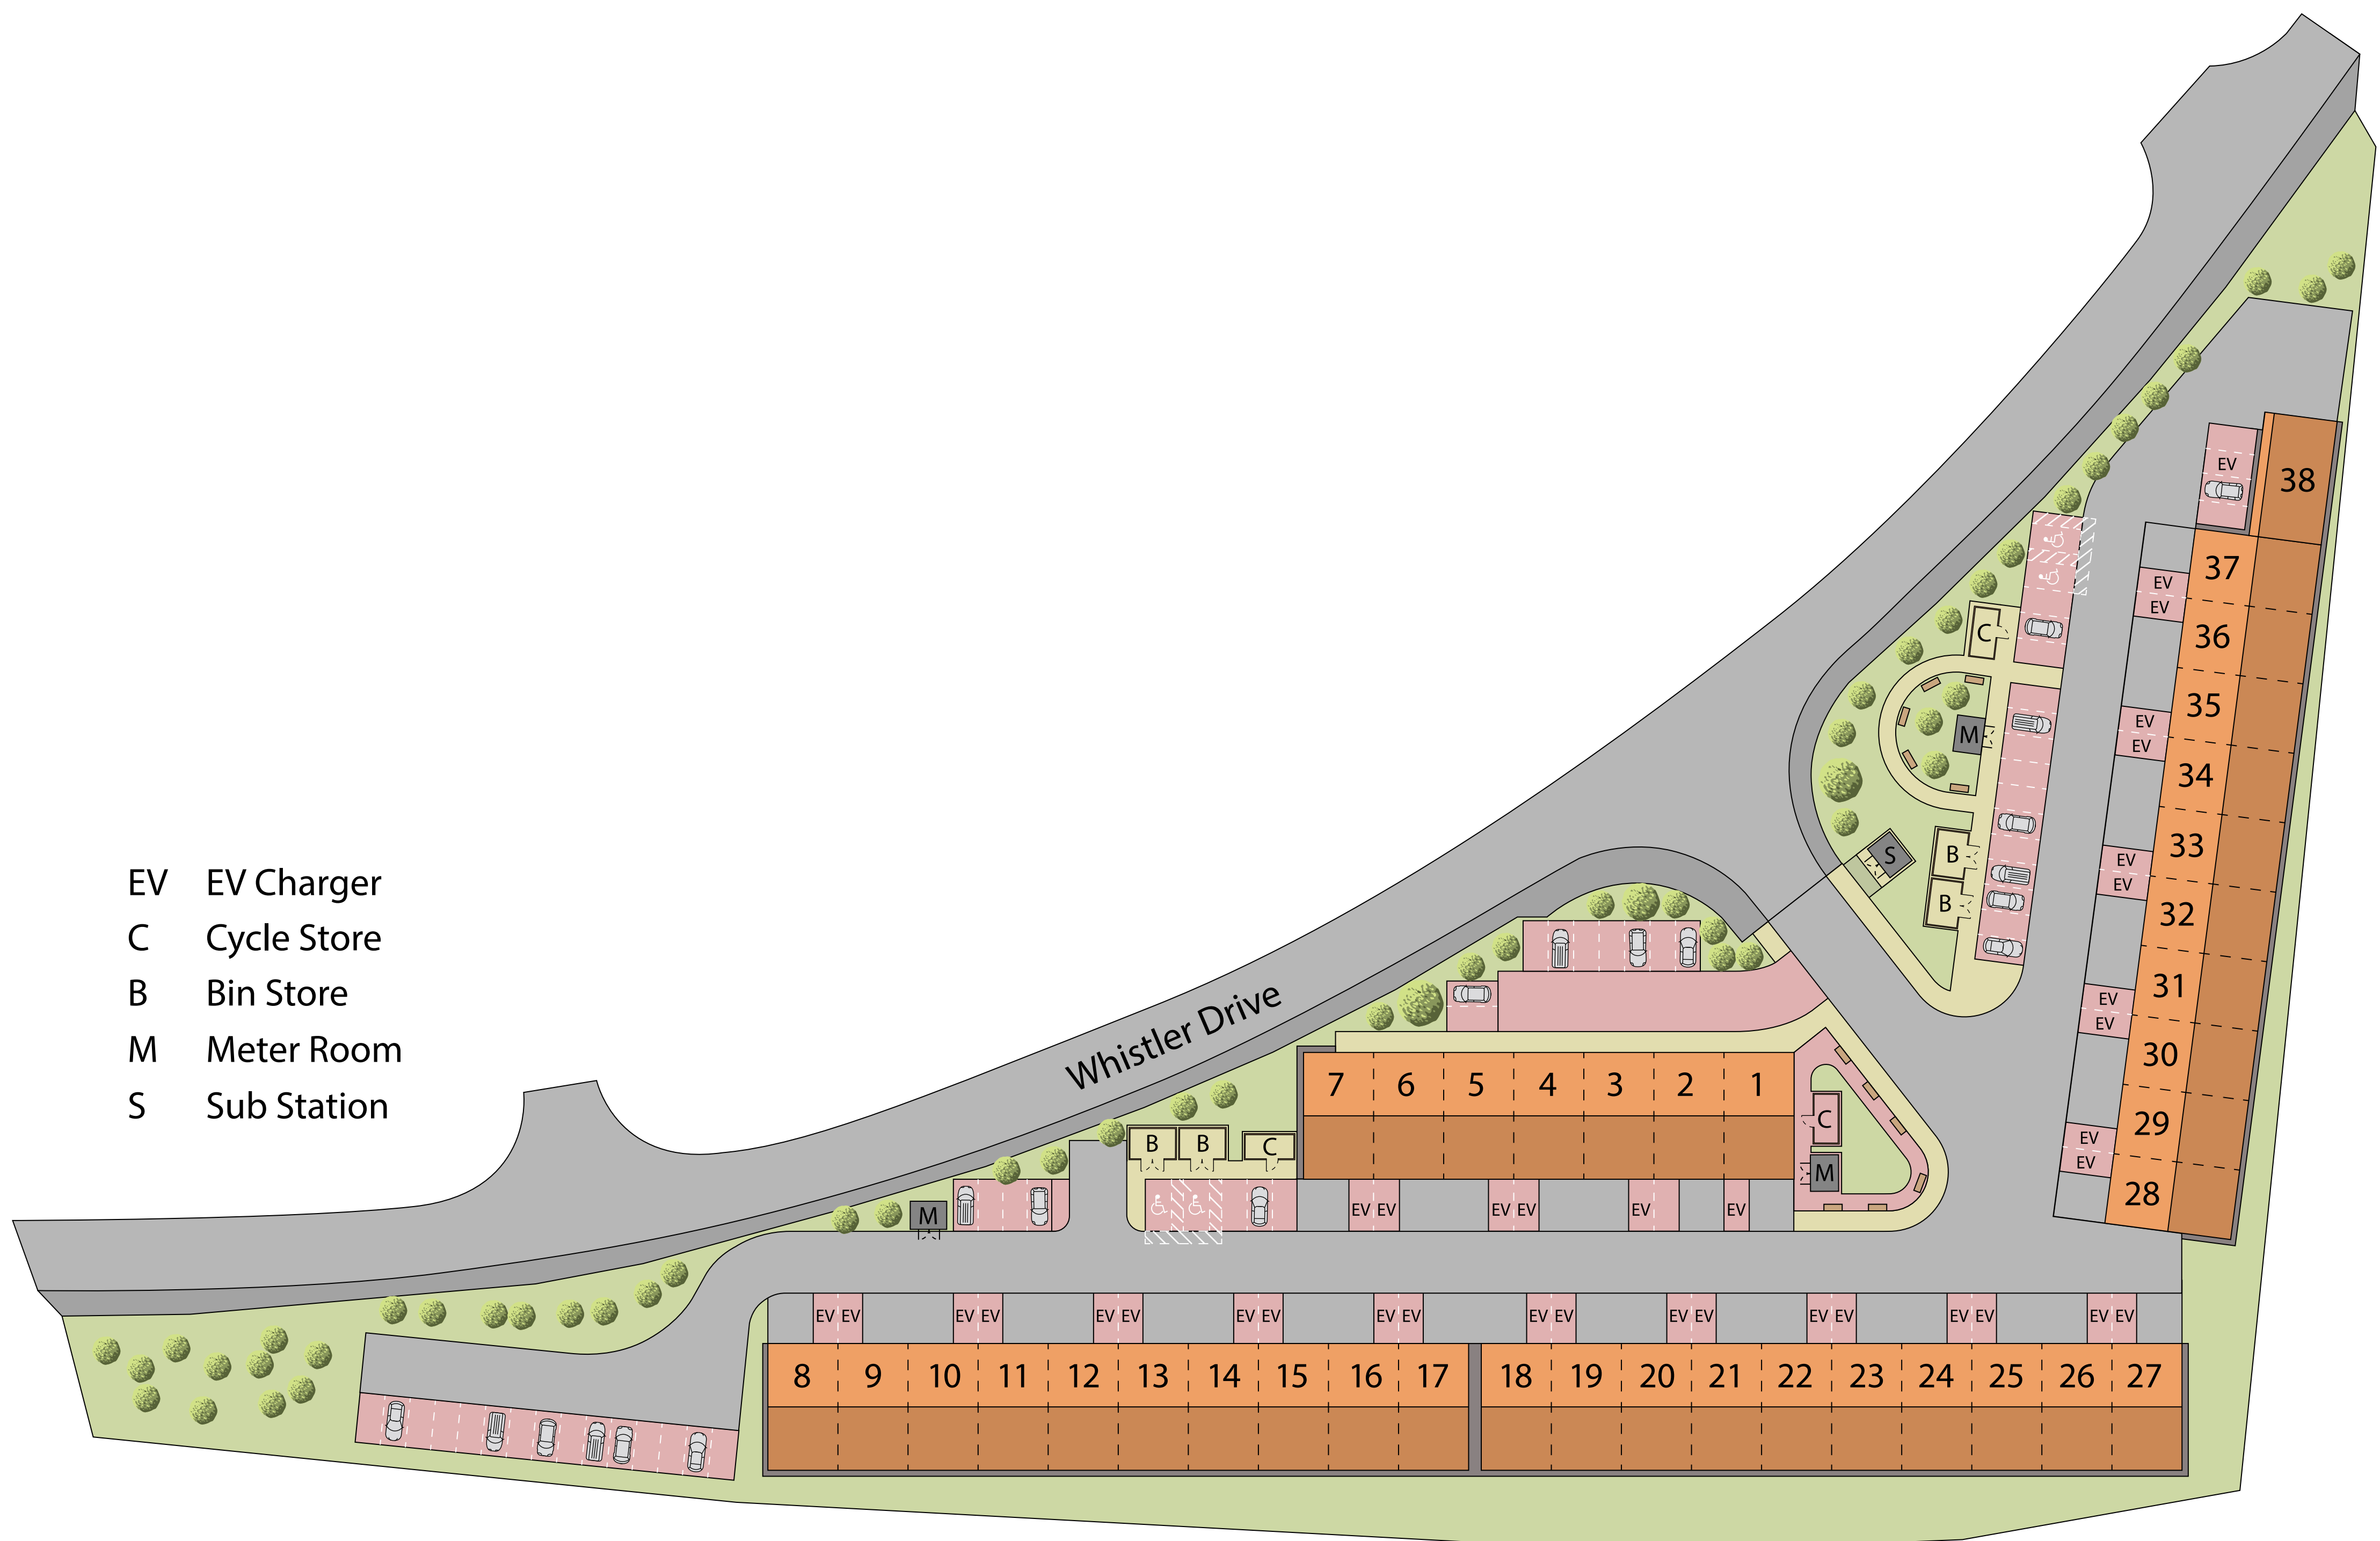 38
EV
37
EV
EV
36
C
35
EV
EV
M
34
33
EV
EV
S
B
32
B
31
EV
EV
30
29
EV
EV
28
EV EV Charger
C Cycle Store
B Bin Store
M Meter Room
S Sub Station
Whistler Drive
7 6 5 4 3 2 1
B B C
C
M
M
EV EV EV EV EV EV
EV EV EV EV EV EV EV EV EV EV EV EV EV EV EV EV EV EV EV EV
8 9 10 11 12 13 14 15 16 17 18 19 20 21 22 23 24 25 26 27